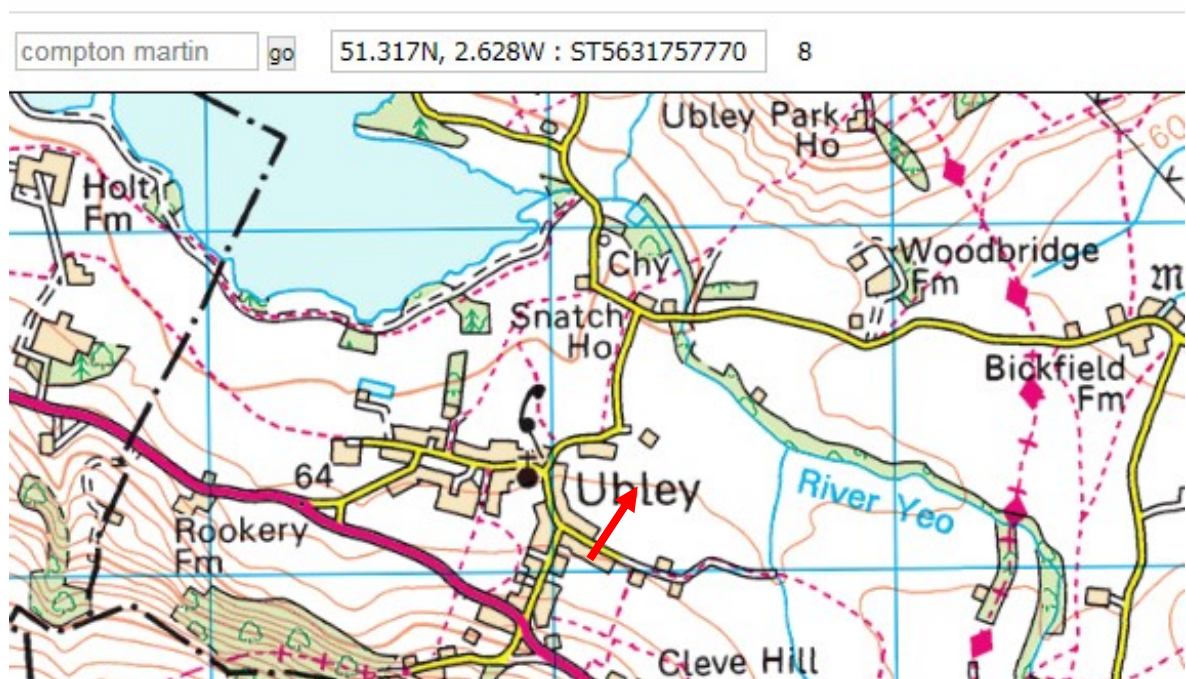 compton martin
go
51.317N, 2.628W : ST5631757770
8
Ubley Park
Ho
60
Holt
Fm
Woodbridge
Fm
Chy
M
Snatch
Ho
Bickfield
Fm
64
Ubley
River Yeo
Rookery
Fm
Cleve Hill